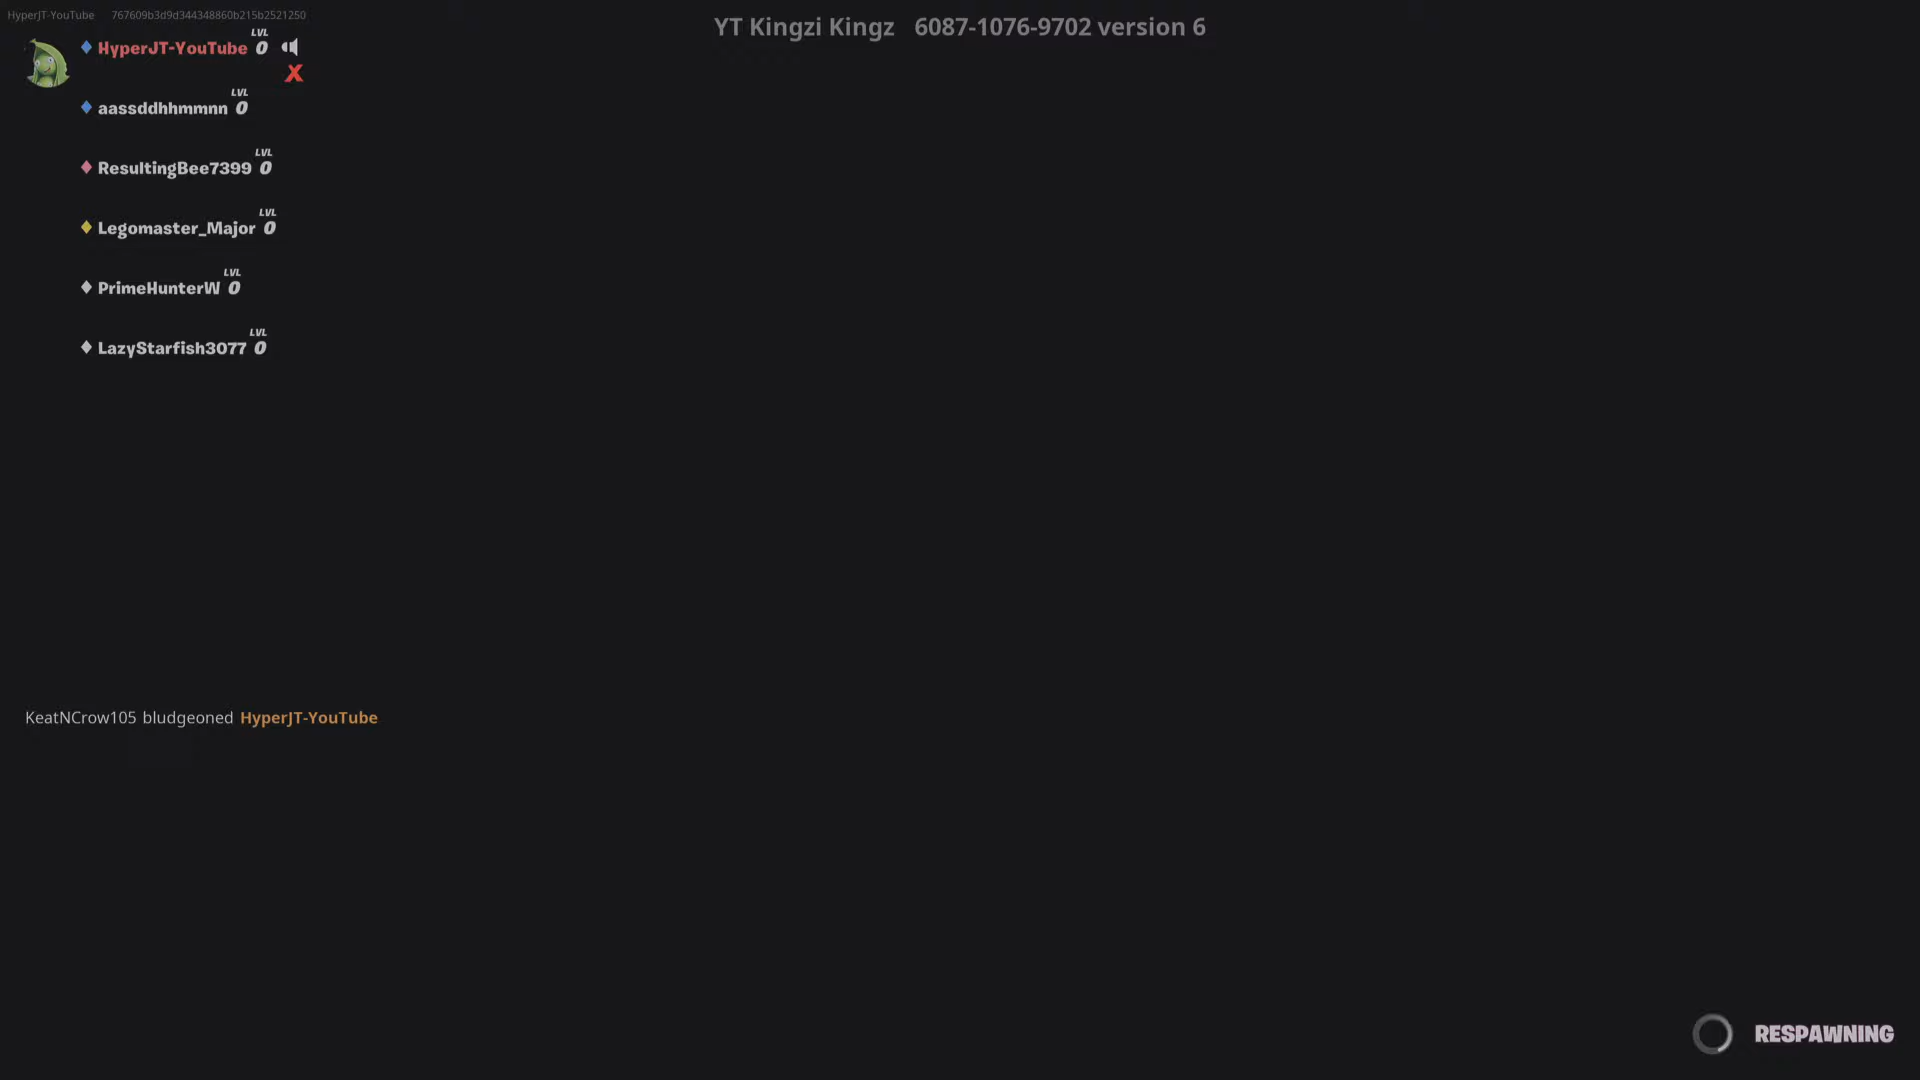 HyperJT-YouTube 767609b3d9d344348860b215b2521250
YT Kingzi Kingz 6087-1076-9702 version 6
LVL
HyperJT-YouTube 0
X
LVL
aassddhhmmnn 0
LVL
ResultingBee7399 0
LVL
Legomaster_Major 0
LVL
PrimeHunterW 0
LVL
LazyStarfish3077 0
KeatNCrow105 bludgeoned HyperJT-YouTube
RESPAWNING